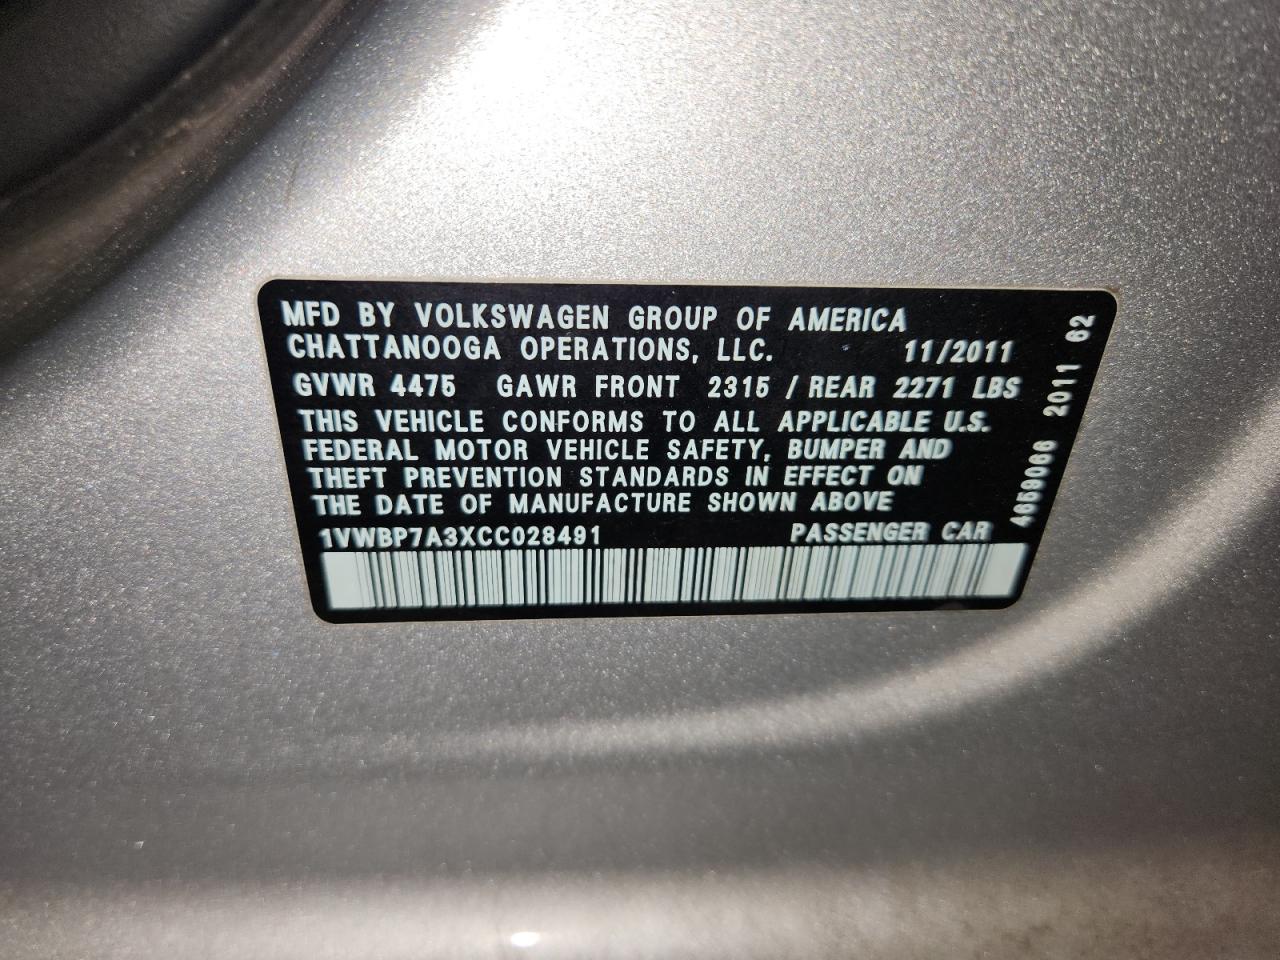 MFD BY VOLKSWAGEN GROUP OF AMERICA
CHATTANOOGA OPERATIONS, LLC. 11/2011
GVWR 4475 GAWR FRONT 2315 / REAR 2271 LBS
THIS VEHICLE CONFORMS TO ALL APPLICABLE U.S.
FEDERAL MOTOR VEHICLE SAFETY, BUMPER AND
THEFT PREVENTION STANDARDS IN EFFECT ON
THE DATE OF MANUFACTURE SHOWN ABOVE
1VWBP7A3XCC028491 PASSENGER CAR
4659086 2011 62